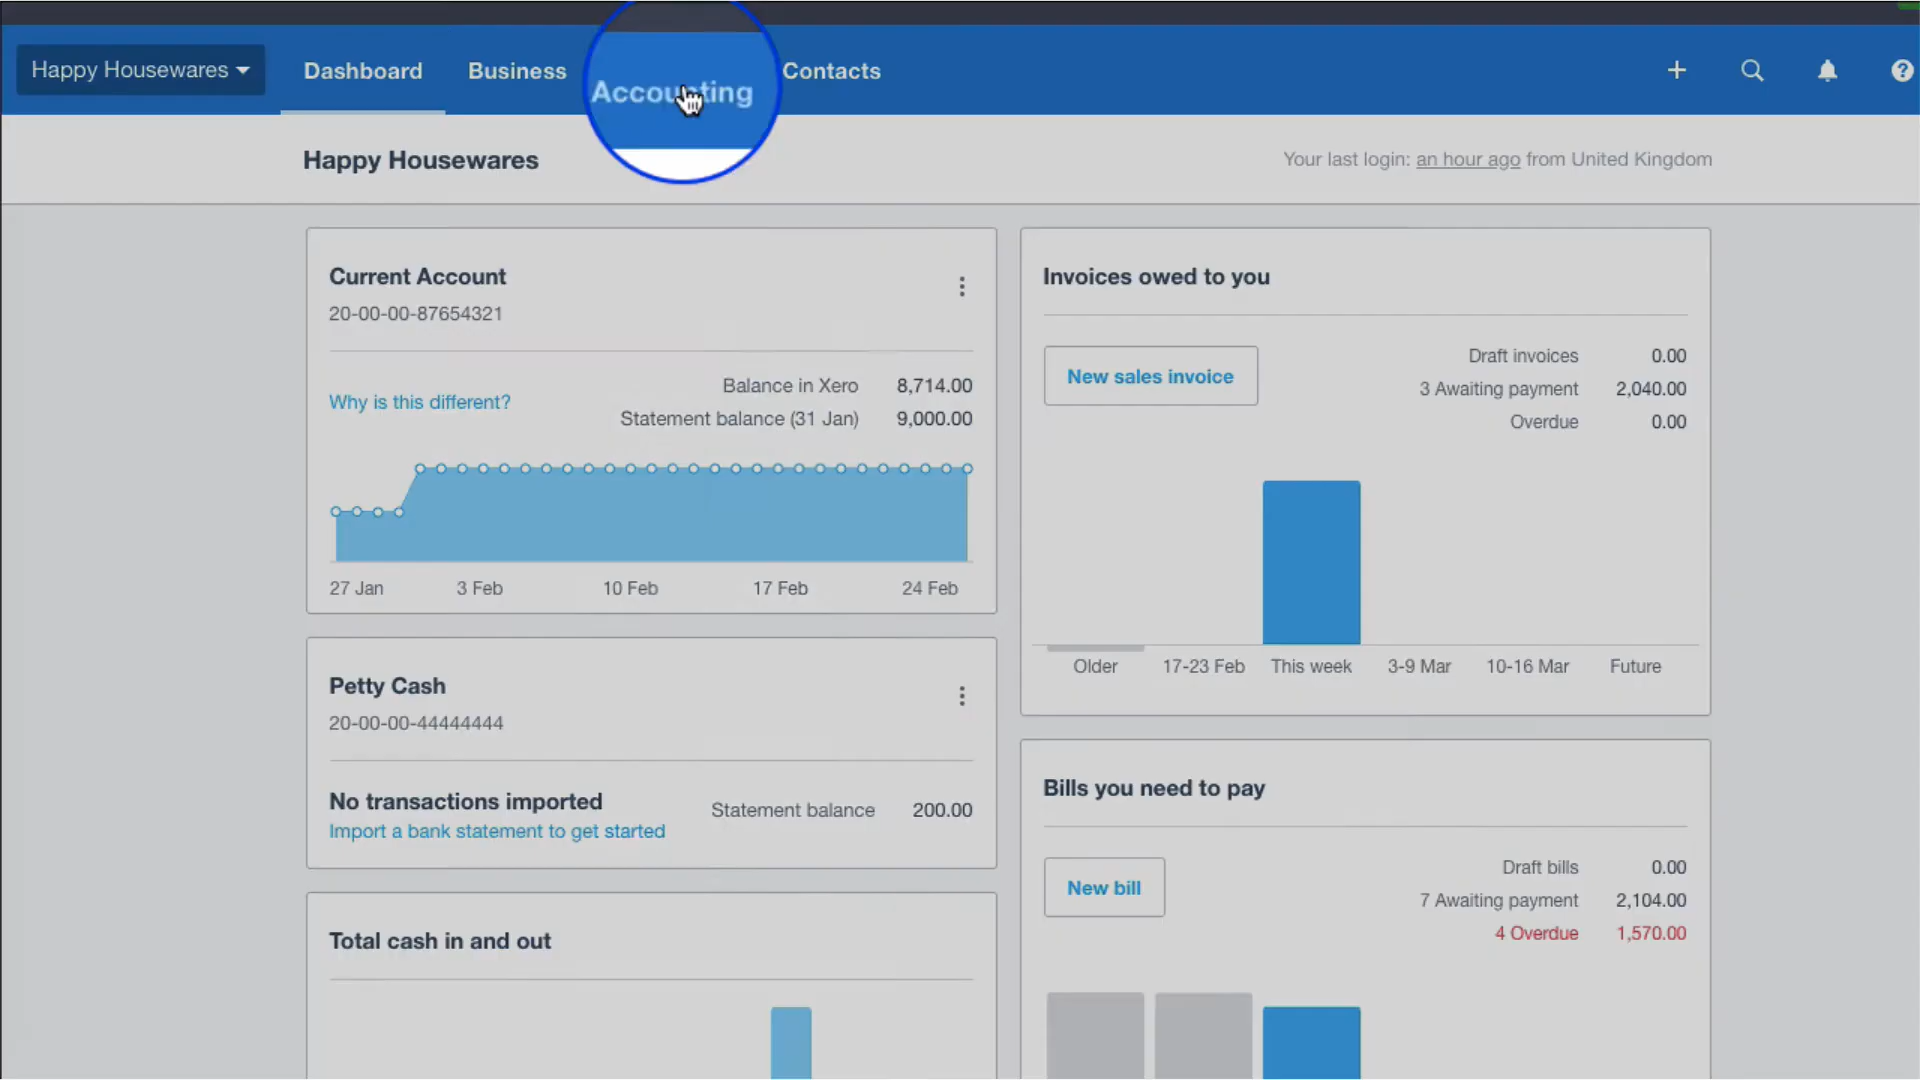 Happy Housewares
Dashboard
Business
Accounting
Contacts
Happy Housewares
Your last login: an hour ago from United Kingdom
Current Account
20-00-00-87654321
Why is this different?
Balance in Xero 8,714.00
Statement balance (31 Jan) 9,000.00
27 Jan 3 Feb 10 Feb 17 Feb 24 Feb
Petty Cash
20-00-00-44444444
No transactions imported
Import a bank statement to get started
Statement balance 200.00
Total cash in and out
Invoices owed to you
New sales invoice
Draft invoices 0.00
3 Awaiting payment 2,040.00
Overdue 0.00
Older 17-23 Feb This week 3-9 Mar 10-16 Mar Future
Bills you need to pay
New bill
Draft bills 0.00
7 Awaiting payment 2,104.00
4 Overdue 1,570.00